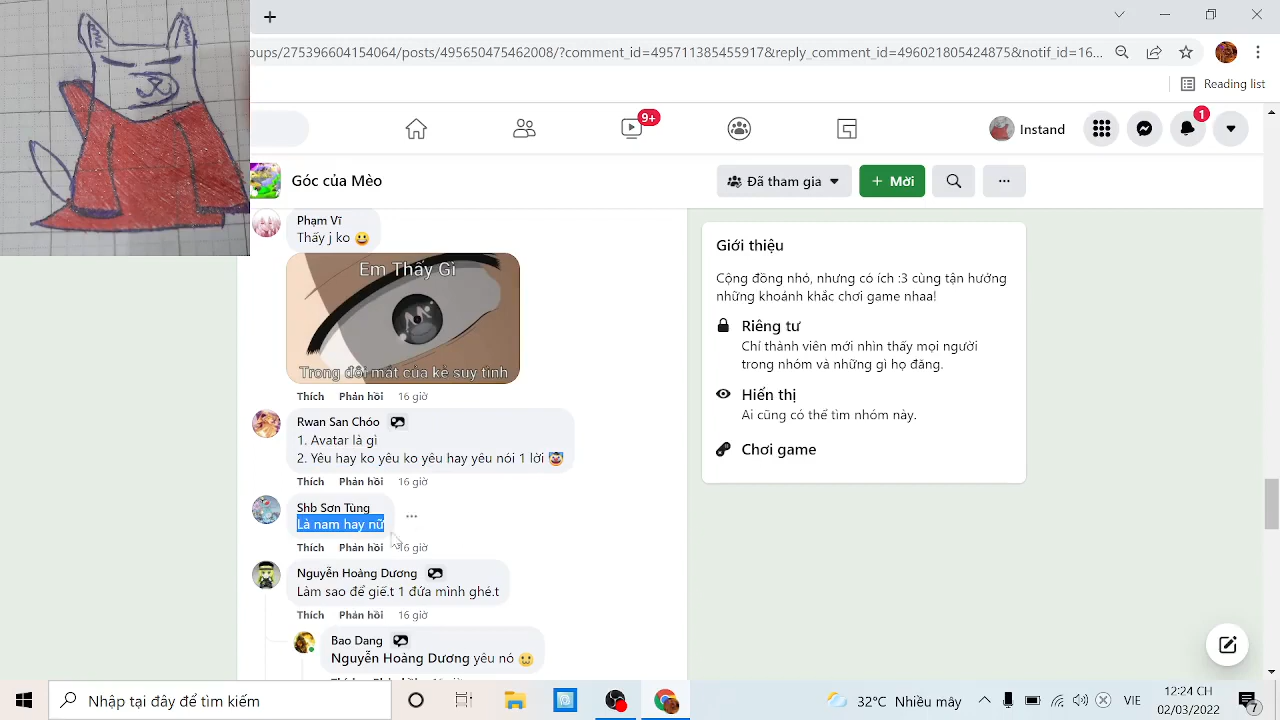 oups/275396604154064/posts/495650475462008/?comment_id=495711385455917&reply_comment_id=496021805424875&notif_id=16...
Reading list
9+
Instand
1
Góc của Mèo
Đã tham gia
+ Mời
Phạm Vĩ
Thấy j ko 😃
Em Thấy Gì
Trong đôi mắt của kẻ suy tình
Thích Phản hồi 16 giờ
Rwan San Chóo
1. Avatar là gì
2. Yêu hay ko yêu ko yêu hay yêu nói 1 lời 🤡
Thích Phản hồi 16 giờ
Shb Sơn Tùng
Là nam hay nữ
Thích Phản hồi 16 giờ
Nguyễn Hoàng Dương
Làm sao để giế.t 1 đứa mình ghé.t
Thích Phản hồi 16 giờ
Bao Dang
Nguyễn Hoàng Dương yêu nó 🙂
Giới thiệu
Cộng đồng nhỏ, nhưng có ích :3 cùng tận hưởng
những khoảnh khắc chơi game nhaa!
Riêng tư
Chỉ thành viên mới nhìn thấy mọi người
trong nhóm và những gì họ đăng.
Hiển thị
Ai cũng có thể tìm nhóm này.
Chơi game
Nhập tại đây để tìm kiếm
32°C Nhiều mây
VIE
12:24 CH
02/03/2022
7